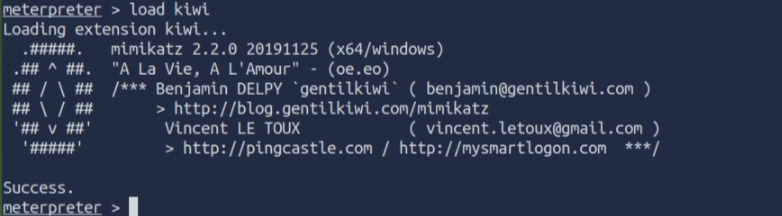 meterpreter > load kiwi
Loading extension kiwi...
  .#####.   mimikatz 2.2.0 20191125 (x64/windows)
 .## ^ ##.  "A La Vie, A L'Amour" - (oe.eo)
 ## / \ ##  /*** Benjamin DELPY `gentilkiwi` ( benjamin@gentilkiwi.com )
 ## \ / ##       > http://blog.gentilkiwi.com/mimikatz
 '## v ##'        Vincent LE TOUX            ( vincent.letoux@gmail.com )
  '#####'         > http://pingcastle.com / http://mysmartlogon.com  ***/

Success.
meterpreter >